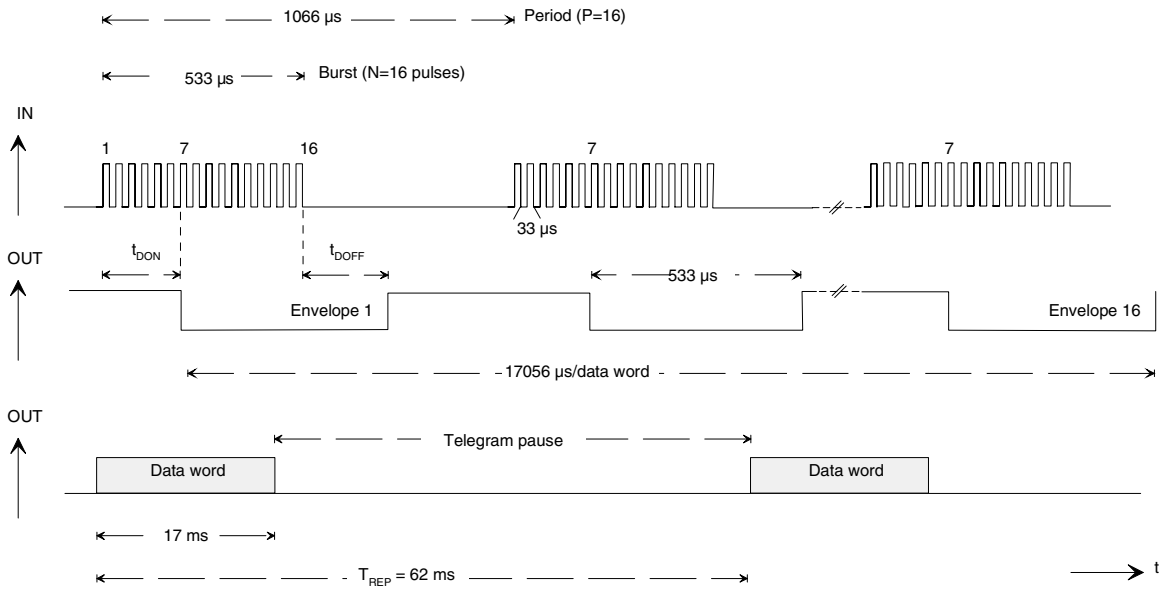 1066 µs
Period (P=16)
533 µs
Burst (N=16 pulses)
IN
1 7 16 7 7
33 µs
tDON tDOFF
OUT
533 µs
Envelope 1 Envelope 16
17056 µs/data word
OUT
Telegram pause
Data word Data word
17 ms
TREP = 62 ms
t